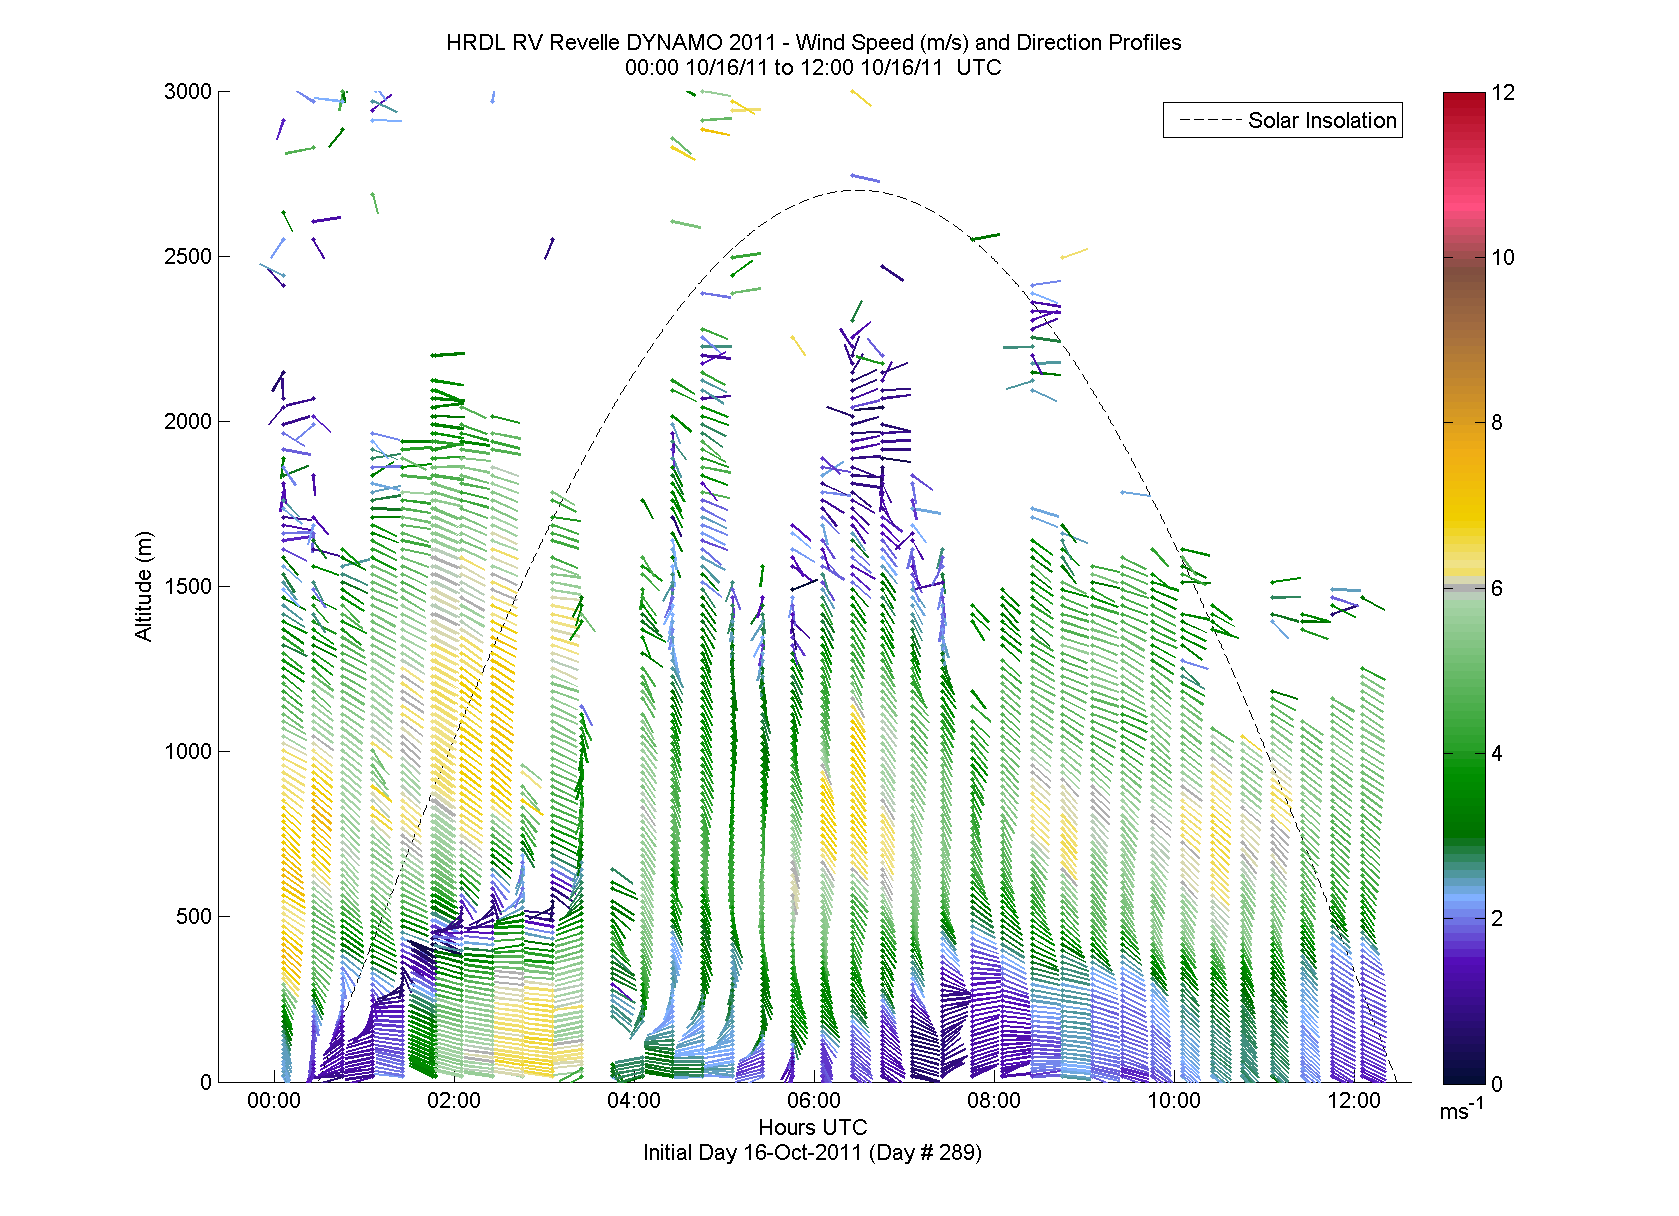 HRDL RV Revelle DYNAMO 2011 - Wind Speed (m/s) and Direction Profiles
00:00 10/16/11 to 12:00 10/16/11 UTC
Solar Insolation
3000
2500
2000
1500
1000
500
0
Altitude (m)
00:00 02:00 04:00 06:00 08:00 10:00 12:00
Hours UTC
Initial Day 16-Oct-2011 (Day # 289)
12
10
8
6
4
2
0
ms-1